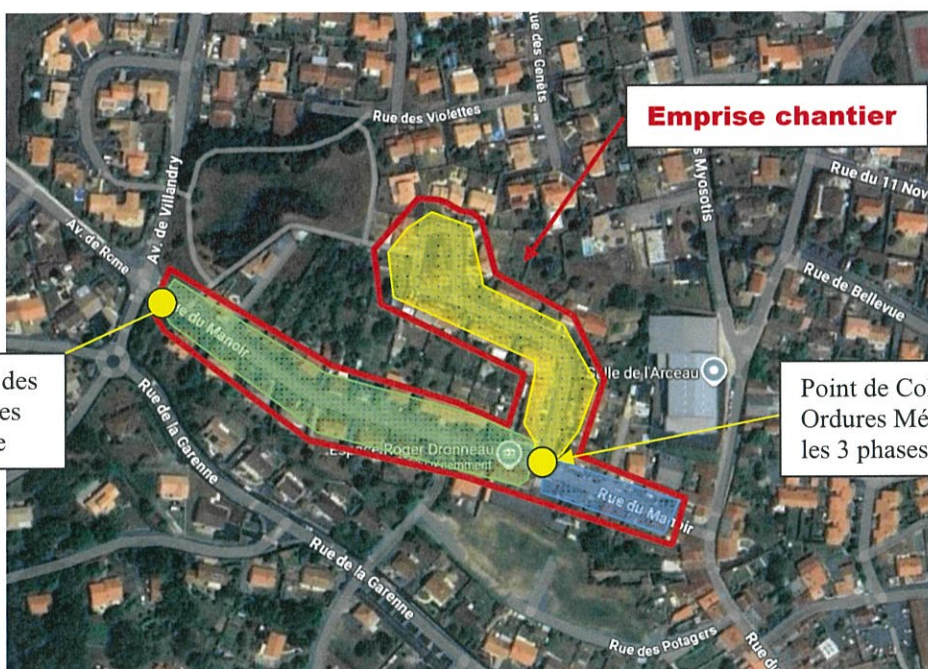 Rue des Genêts
Rue des Violettes
Emprise chantier
Myosotis
Rue du 11 Nov
Av. de Villandry
Av. de Rome
Rue de Bellevue
Rue du Manoir
des
es
e
Salle de l'Arceau
Point de Co
Ordures Mé
les 3 phases
Rue de la Garenne
Espace Roger Dronneau
Rue du Manoir
Rue de la Garenne
Rue des Potagers
Rue d